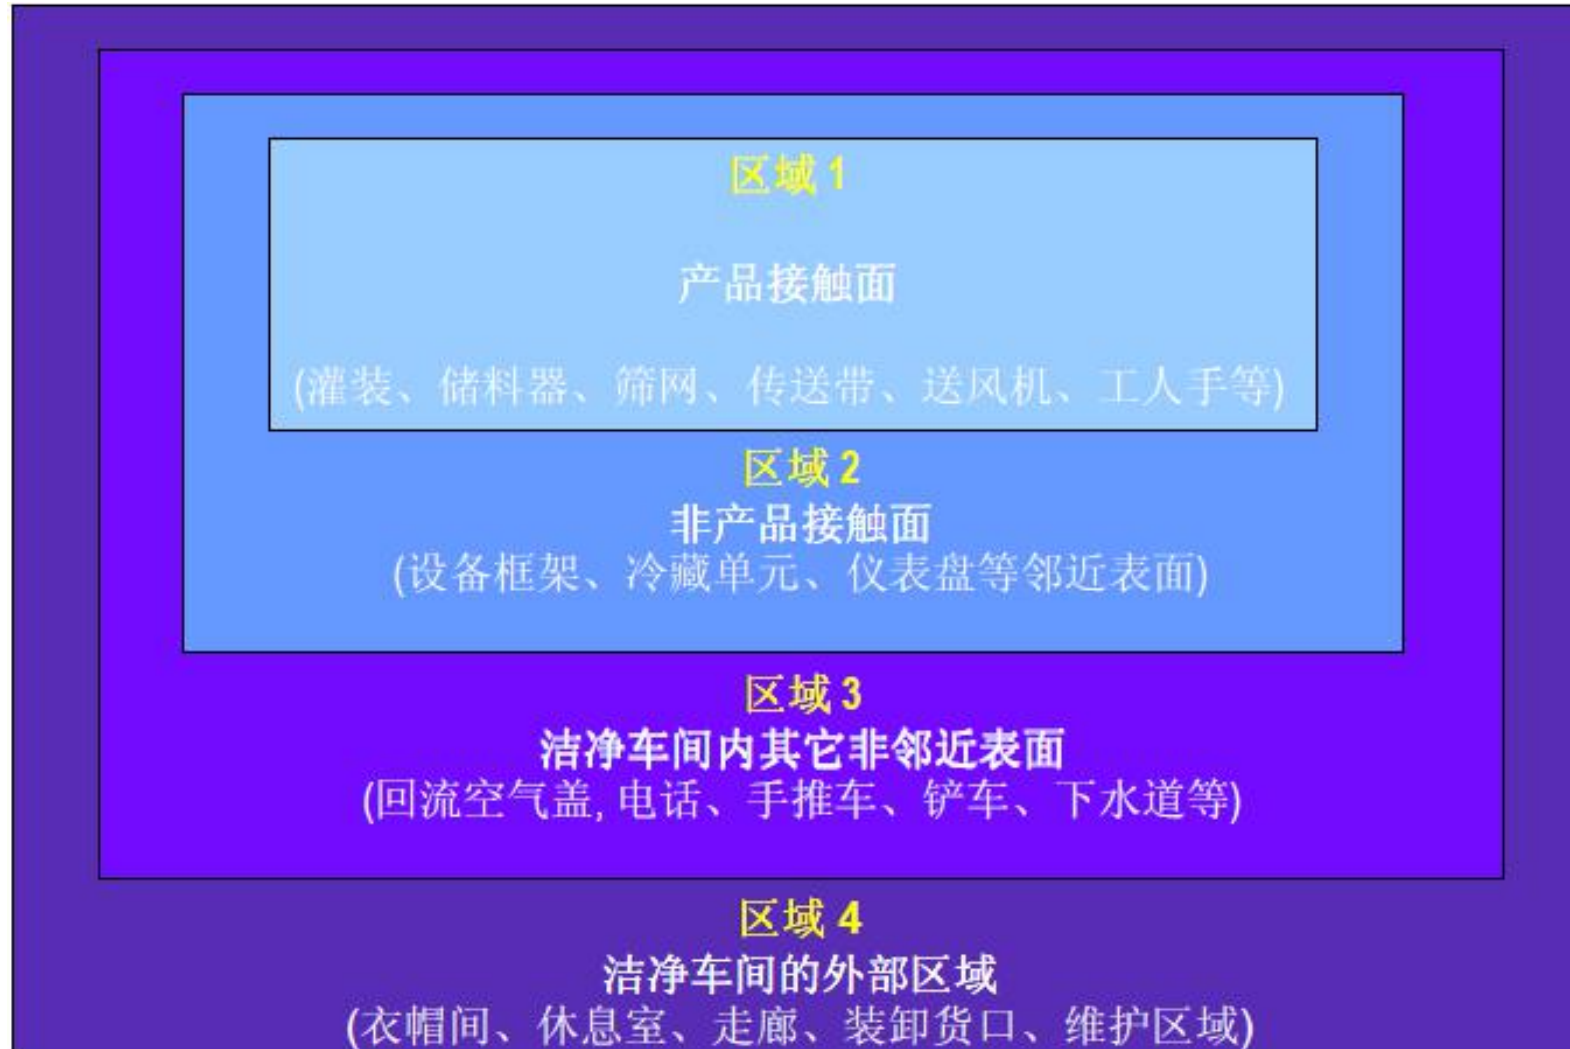 区域 1
产品接触面
(灌装、储料器、筛网、传送带、送风机、工人手等)
区域 2
非产品接触面
(设备框架、冷藏单元、仪表盘等邻近表面)
区域 3
洁净车间内其它非邻近表面
(回流空气盖, 电话、手推车、铲车、下水道等)
区域 4
洁净车间的外部区域
(衣帽间、休息室、走廊、装卸货口、维护区域)